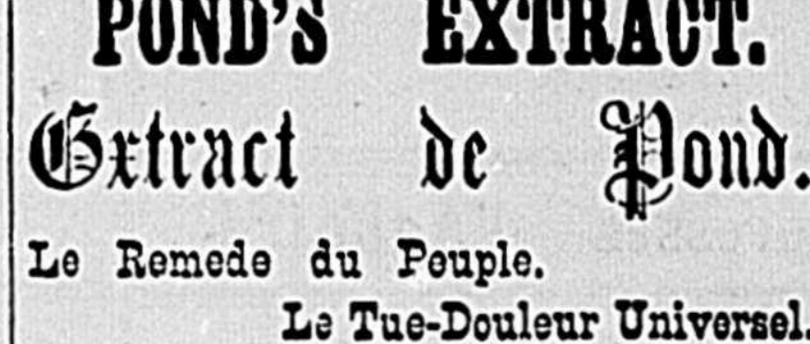 POND'S EXTRACT.
Extract de Pond.
Le Remede du Peuple.
Le Tue-Douleur Universel.